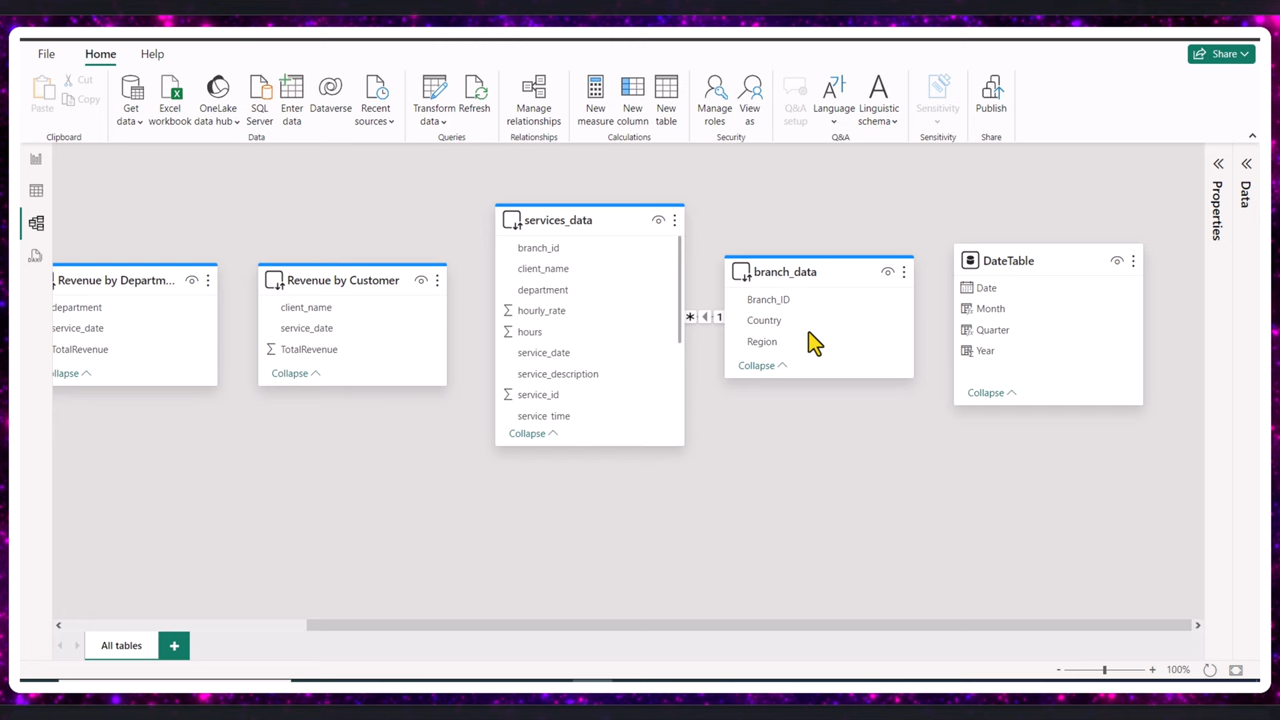 File Home Help Share
Paste Cut Copy
Get data Excel workbook OneLake data hub SQL Server Enter data Dataverse Recent sources Transform data Refresh Manage relationships New measure New column New table Manage roles View as Q&A setup Language Linguistic schema Sensitivity Publish
Clipboard Data Queries Relationships Calculations Security Q&A Sensitivity Share
Revenue by Departm...
department
service_date
TotalRevenue
Revenue by Customer
client_name
service_date
TotalRevenue
Collapse
services_data
branch_id
client_name
department
hourly_rate
hours
service_date
service_description
service_id
service_time
Collapse
* 1
branch_data
Branch_ID
Country
Region
Collapse
DateTable
Date
Month
Quarter
Year
Collapse
Properties
Data
All tables
- + 100%